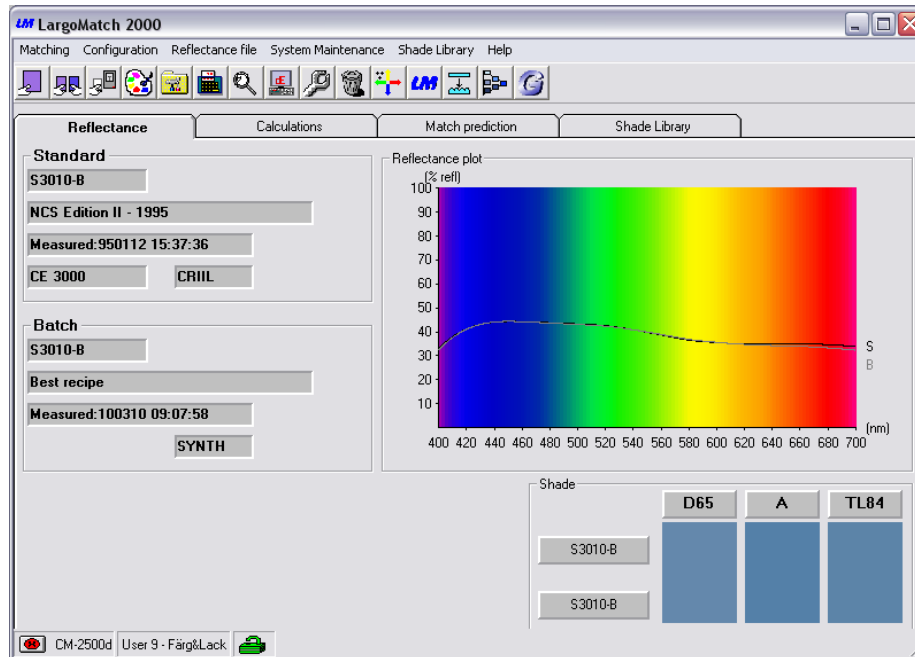 LM LargoMatch 2000
Matching Configuration Reflectance file System Maintenance Shade Library Help
LM
Reflectance Calculations Match prediction Shade Library
Standard
S3010-B
NCS Edition II - 1995
Measured:950112 15:37:36
CE 3000 CRIIL
Batch
S3010-B
Best recipe
Measured:100310 09:07:58
SYNTH
Reflectance plot
(% refl)
100
90
80
70
60
50
40
30
20
10
S
B
400 420 440 460 480 500 520 540 560 580 600 620 640 660 680 700 (nm)
Shade
D65 A TL84
S3010-B
S3010-B
CM-2500d User 9 - Färg&Lack